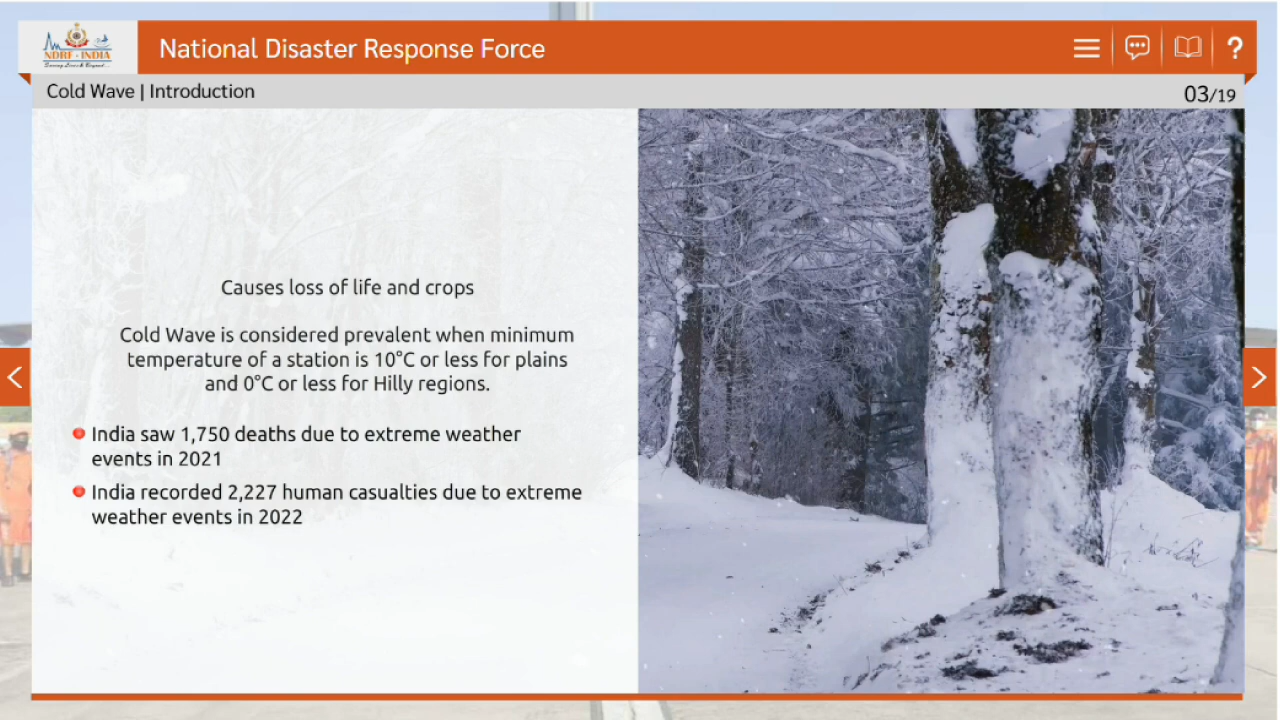 NDRF - INDIA
National Disaster Response Force
?
Cold Wave | Introduction
03/19
Causes loss of life and crops
Cold Wave is considered prevalent when minimum
temperature of a station is 10°C or less for plains
and 0°C or less for Hilly regions.
India saw 1,750 deaths due to extreme weather
events in 2021
India recorded 2,227 human casualties due to extreme
weather events in 2022